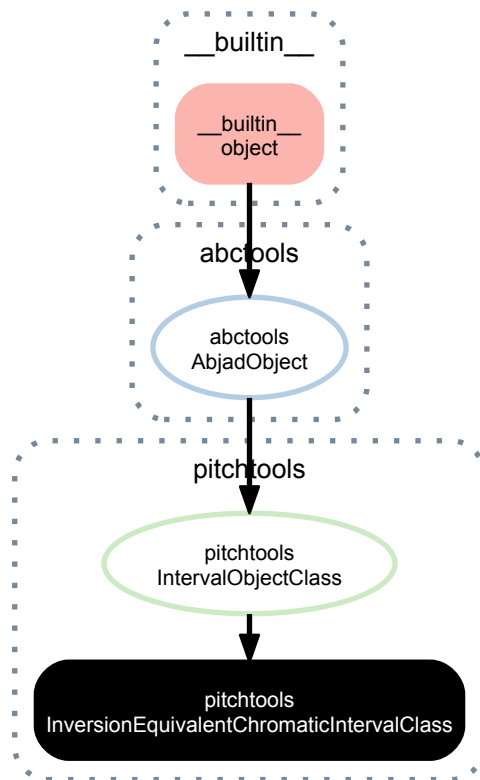 __builtin__
__builtin__
object
abctools
abctools
AbjadObject
pitchtools
pitchtools
IntervalObjectClass
pitchtools
InversionEquivalentChromaticIntervalClass